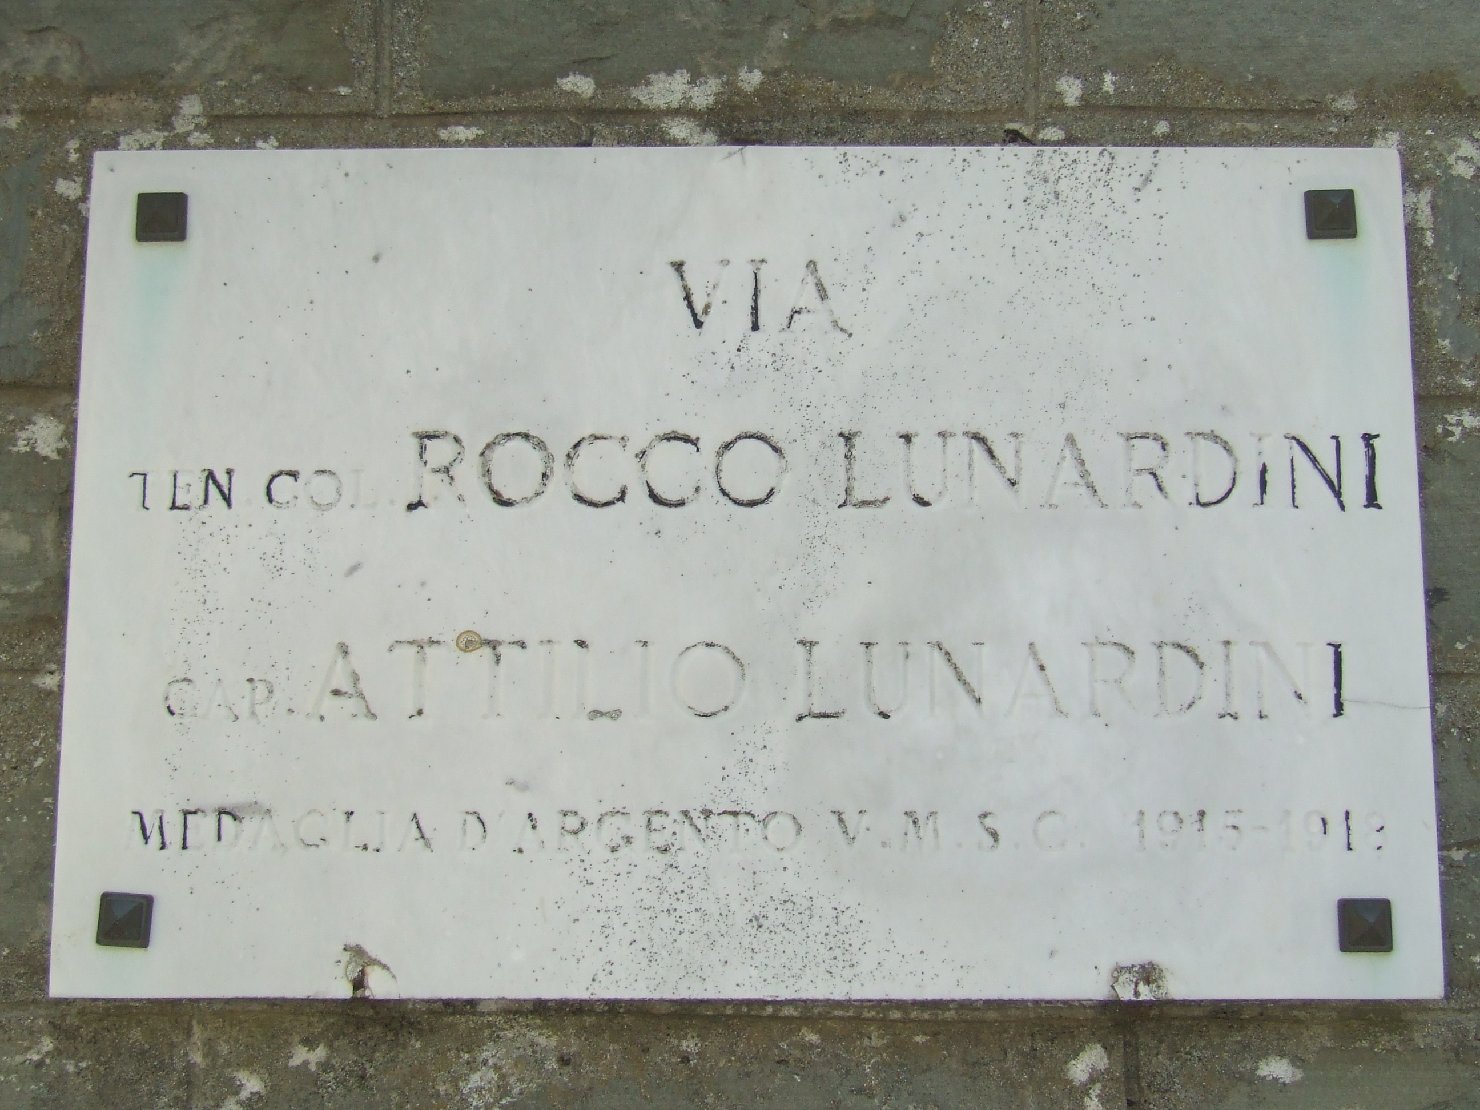 VIA
TEN. COL. ROCCO LUNARDINI
CAP. ATTILIO LUNARDINI
MEDAGLIA D'ARGENTO V.M.S.G. 1915-1918